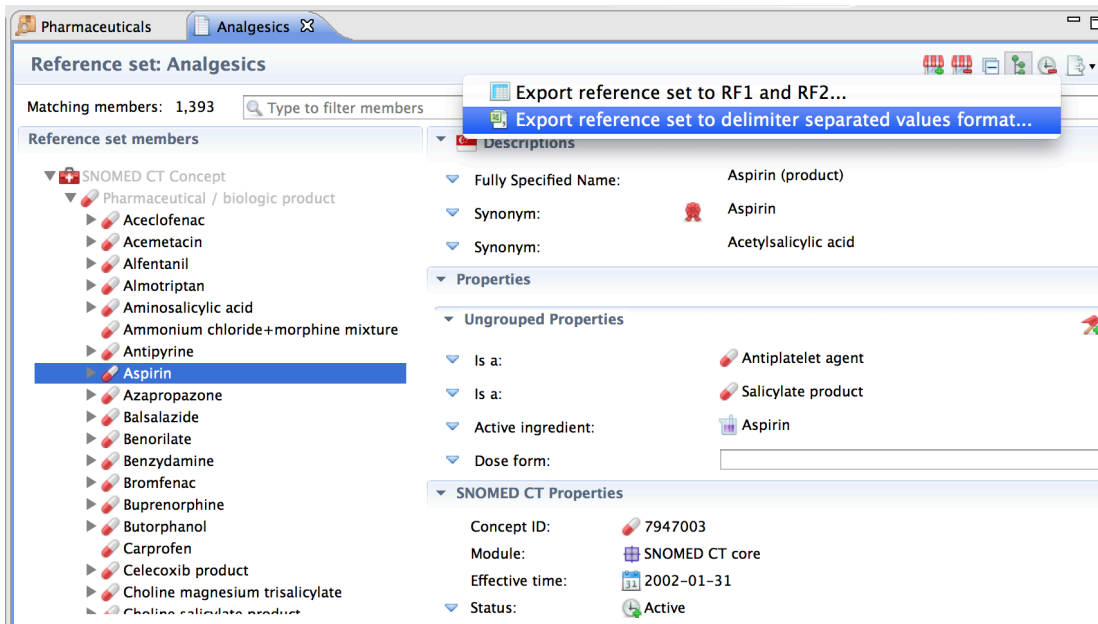 Pharmaceuticals
Analgesics
Reference set: Analgesics
Export reference set to RF1 and RF2...
Export reference set to delimiter separated values format...
Matching members: 1,393
Type to filter members
Reference set members
SNOMED CT Concept
Pharmaceutical / biologic product
Aceclofenac
Acemetacin
Alfentanil
Almotriptan
Aminosalicylic acid
Ammonium chloride+morphine mixture
Antipyrine
Aspirin
Azapropazone
Balsalazide
Benorilate
Benzydamine
Bromfenac
Buprenorphine
Butorphanol
Carprofen
Celecoxib product
Choline magnesium trisalicylate
Choline salicylate product
Descriptions
Fully Specified Name: Aspirin (product)
Synonym: Aspirin
Synonym: Acetylsalicylic acid
Properties
Ungrouped Properties
Is a: Antiplatelet agent
Is a: Salicylate product
Active ingredient: Aspirin
Dose form:
SNOMED CT Properties
Concept ID: 7947003
Module: SNOMED CT core
Effective time: 31 2002-01-31
Status: Active